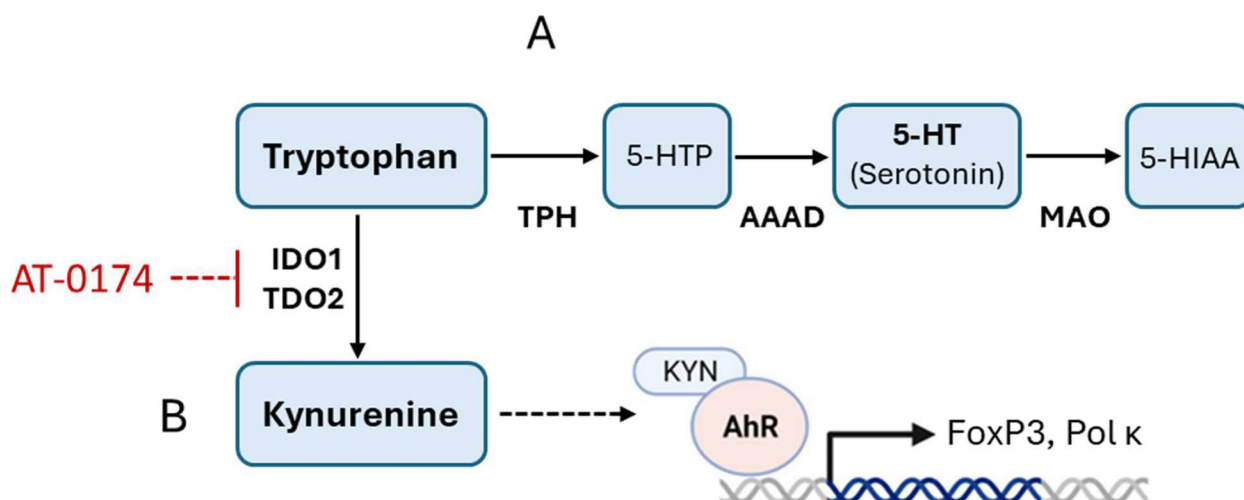 A
Tryptophan
5-HTP
5-HT
(Serotonin)
5-HIAA
TPH
AAAD
MAO
AT-0174
IDO1
TDO2
B
Kynurenine
KYN
AhR
FoxP3, Pol κ